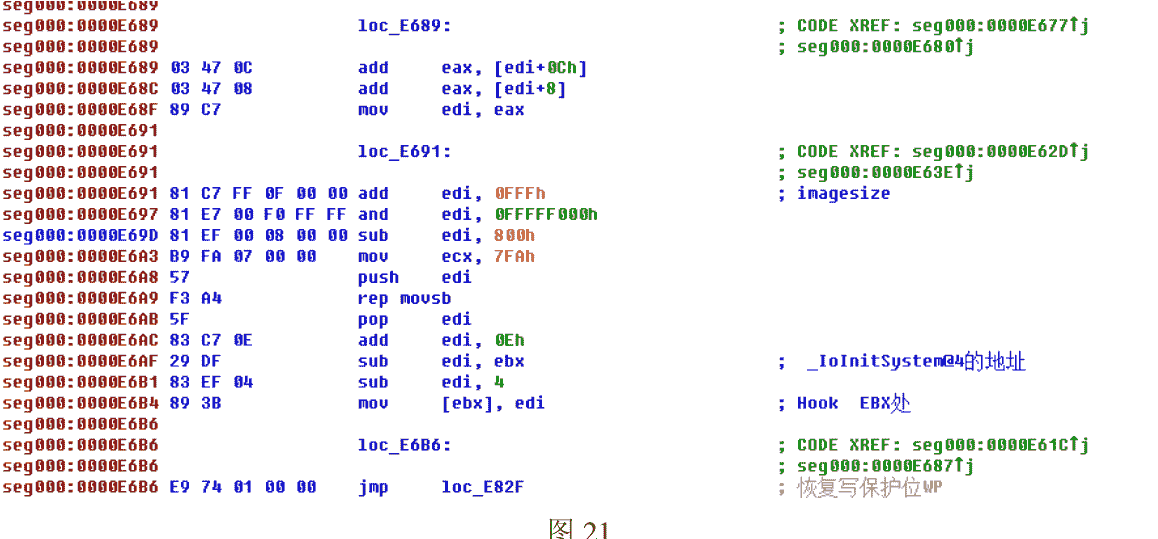 seg000:0000E689
seg000:0000E689 loc_E689: ; CODE XREF: seg000:0000E677↑j
seg000:0000E689 ; seg000:0000E680↑j
seg000:0000E689 03 47 0C add eax, [edi+0Ch]
seg000:0000E68C 03 47 08 add eax, [edi+8]
seg000:0000E68F 89 C7 mov edi, eax
seg000:0000E691
seg000:0000E691 loc_E691: ; CODE XREF: seg000:0000E62D↑j
seg000:0000E691 ; seg000:0000E63E↑j
seg000:0000E691 81 C7 FF 0F 00 00 add edi, 0FFFh ; imagesize
seg000:0000E697 81 E7 00 F0 FF FF and edi, 0FFFFF000h
seg000:0000E69D 81 EF 00 08 00 00 sub edi, 800h
seg000:0000E6A3 B9 FA 07 00 00 mov ecx, 7FAh
seg000:0000E6A8 57 push edi
seg000:0000E6A9 F3 A4 rep movsb
seg000:0000E6AB 5F pop edi
seg000:0000E6AC 83 C7 0E add edi, 0Eh
seg000:0000E6AF 29 DF sub edi, ebx ; _IoInitSystem@4的地址
seg000:0000E6B1 83 EF 04 sub edi, 4
seg000:0000E6B4 89 3B mov [ebx], edi ; Hook EBX处
seg000:0000E6B6
seg000:0000E6B6 loc_E6B6: ; CODE XREF: seg000:0000E61C↑j
seg000:0000E6B6 ; seg000:0000E687↑j
seg000:0000E6B6 E9 74 01 00 00 jmp loc_E82F ; 恢复写保护位WP
图 21